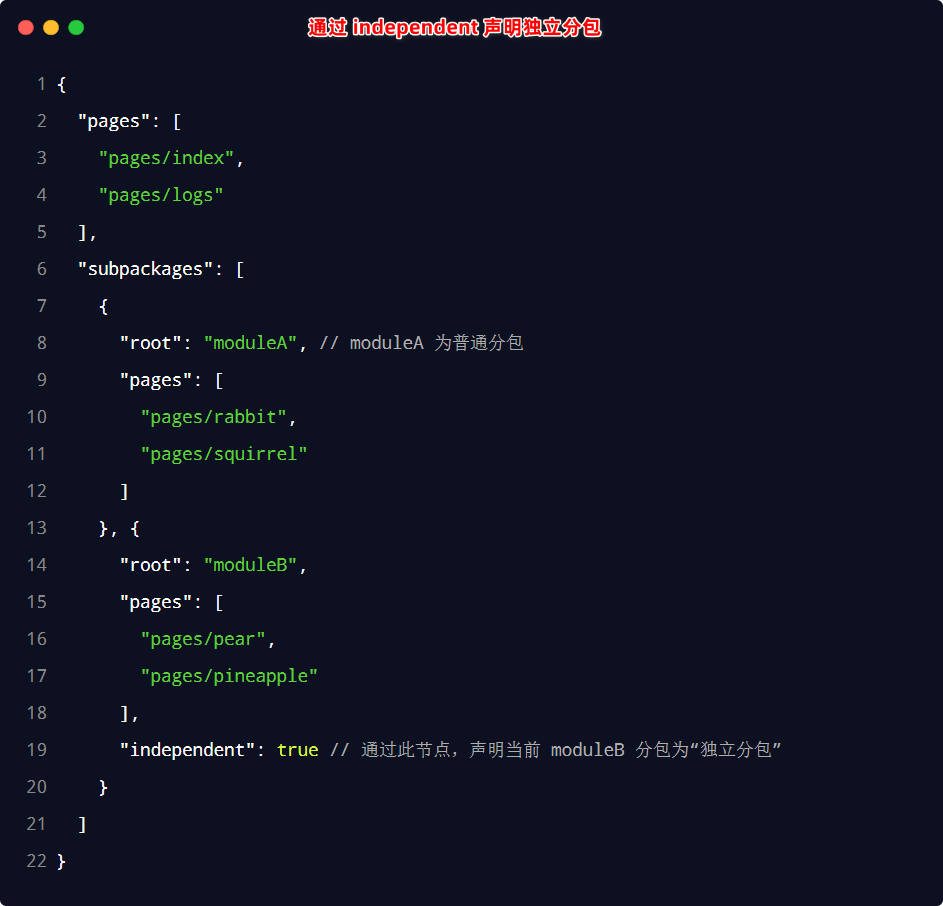 通过 independent 声明独立分包
1 {
2   "pages": [
3     "pages/index",
4     "pages/logs"
5   ],
6   "subpackages": [
7     {
8       "root": "moduleA", // moduleA 为普通分包
9       "pages": [
10         "pages/rabbit",
11         "pages/squirrel"
12       ]
13     }, {
14       "root": "moduleB",
15       "pages": [
16         "pages/pear",
17         "pages/pineapple"
18       ],
19       "independent": true // 通过此节点，声明当前 moduleB 分包为“独立分包”
20     }
21   ]
22 }